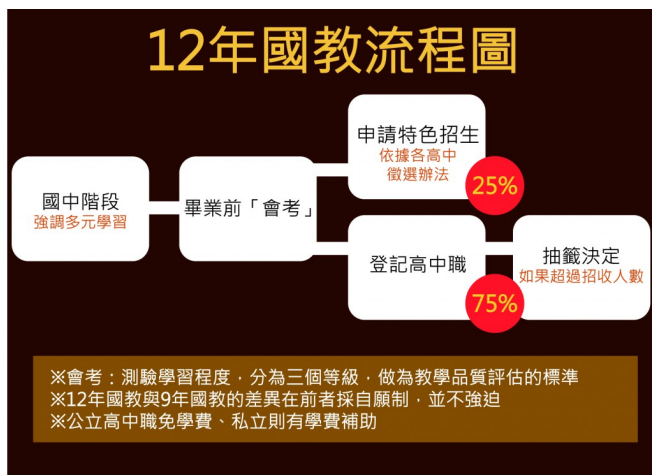 12年國教流程圖
國中階段
強調多元學習
畢業前「會考」
申請特色招生
依據各高中
徵選辦法
25%
登記高中職
75%
抽籤決定
如果超過招收人數
※會考：測驗學習程度，分為三個等級，做為教學品質評估的標準
※12年國教與9年國教的差異在前者採自願制，並不強迫
※公立高中職免學費、私立則有學費補助